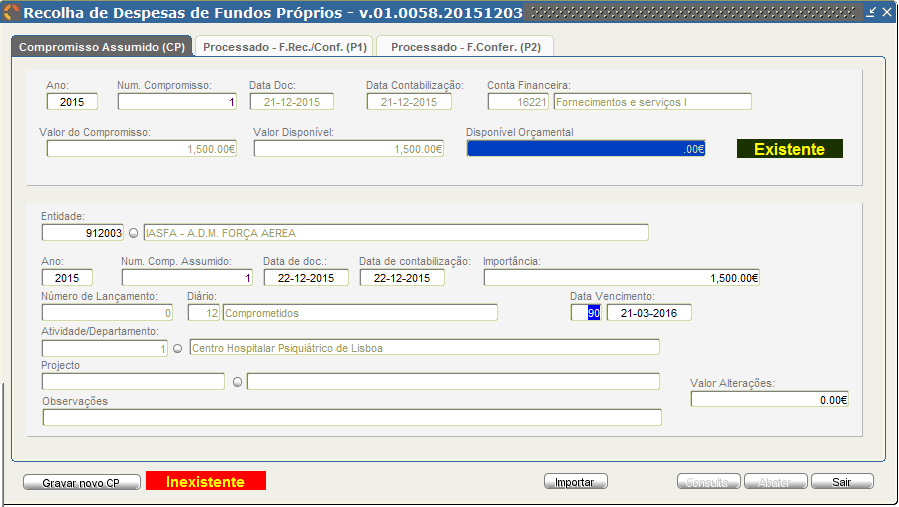 Recolha de Despesas de Fundos Próprios - v.01.0058.20151203
Compromisso Assumido (CP) Processado - F.Rec./Conf. (P1) Processado - F.Confer. (P2)
Ano: Num. Compromisso: Data Doc: Data Contabilização: Conta Financeira:
2015 1 21-12-2015 21-12-2015 16221 Fornecimentos e serviços I
Valor do Compromisso: Valor Disponível: Disponível Orçamental
1,500.00€ 1,500.00€ .00€ Existente
Entidade:
912003 IASFA - A.D.M. FORÇA AEREA
Ano: Num. Comp. Assumido: Data de doc.: Data de contabilização: Importância:
2015 1 22-12-2015 22-12-2015 1,500.00€
Número de Lançamento: Diário: Data Vencimento:
0 12 Comprometidos 90 21-03-2016
Atividade/Departamento:
1 Centro Hospitalar Psiquiátrico de Lisboa
Projecto
Valor Alterações:
0.00€
Observações
Gravar novo CP Inexistente Importar Consulta Abater Sair